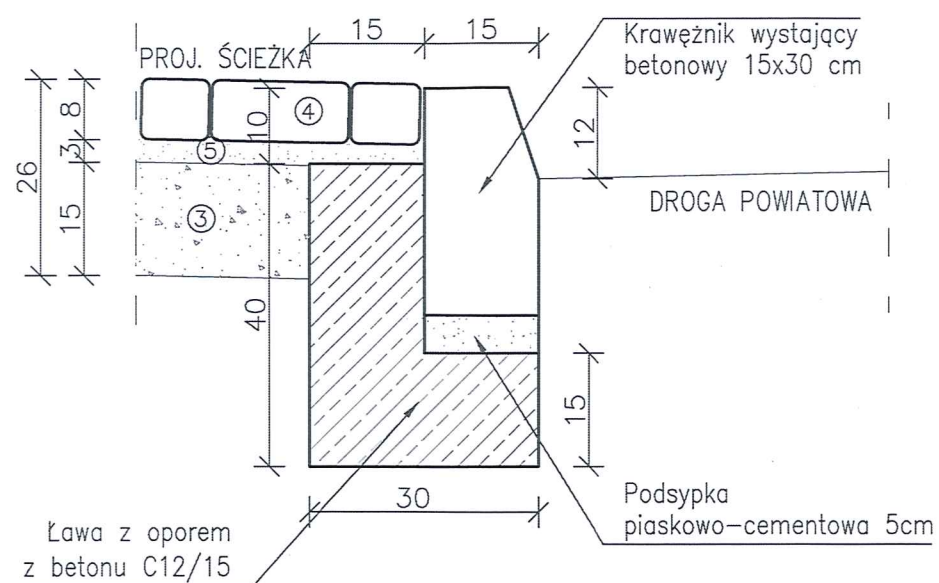 15
15
Krawężnik wystający
betonowy 15x30 cm
PROJ. ŚCIEŻKA
8
④
10
12
3
⑤
26
DROGA POWIATOWA
15
③
40
15
30
Podsypka
piaskowo-cementowa 5cm
Ława z oporem
z betonu C12/15